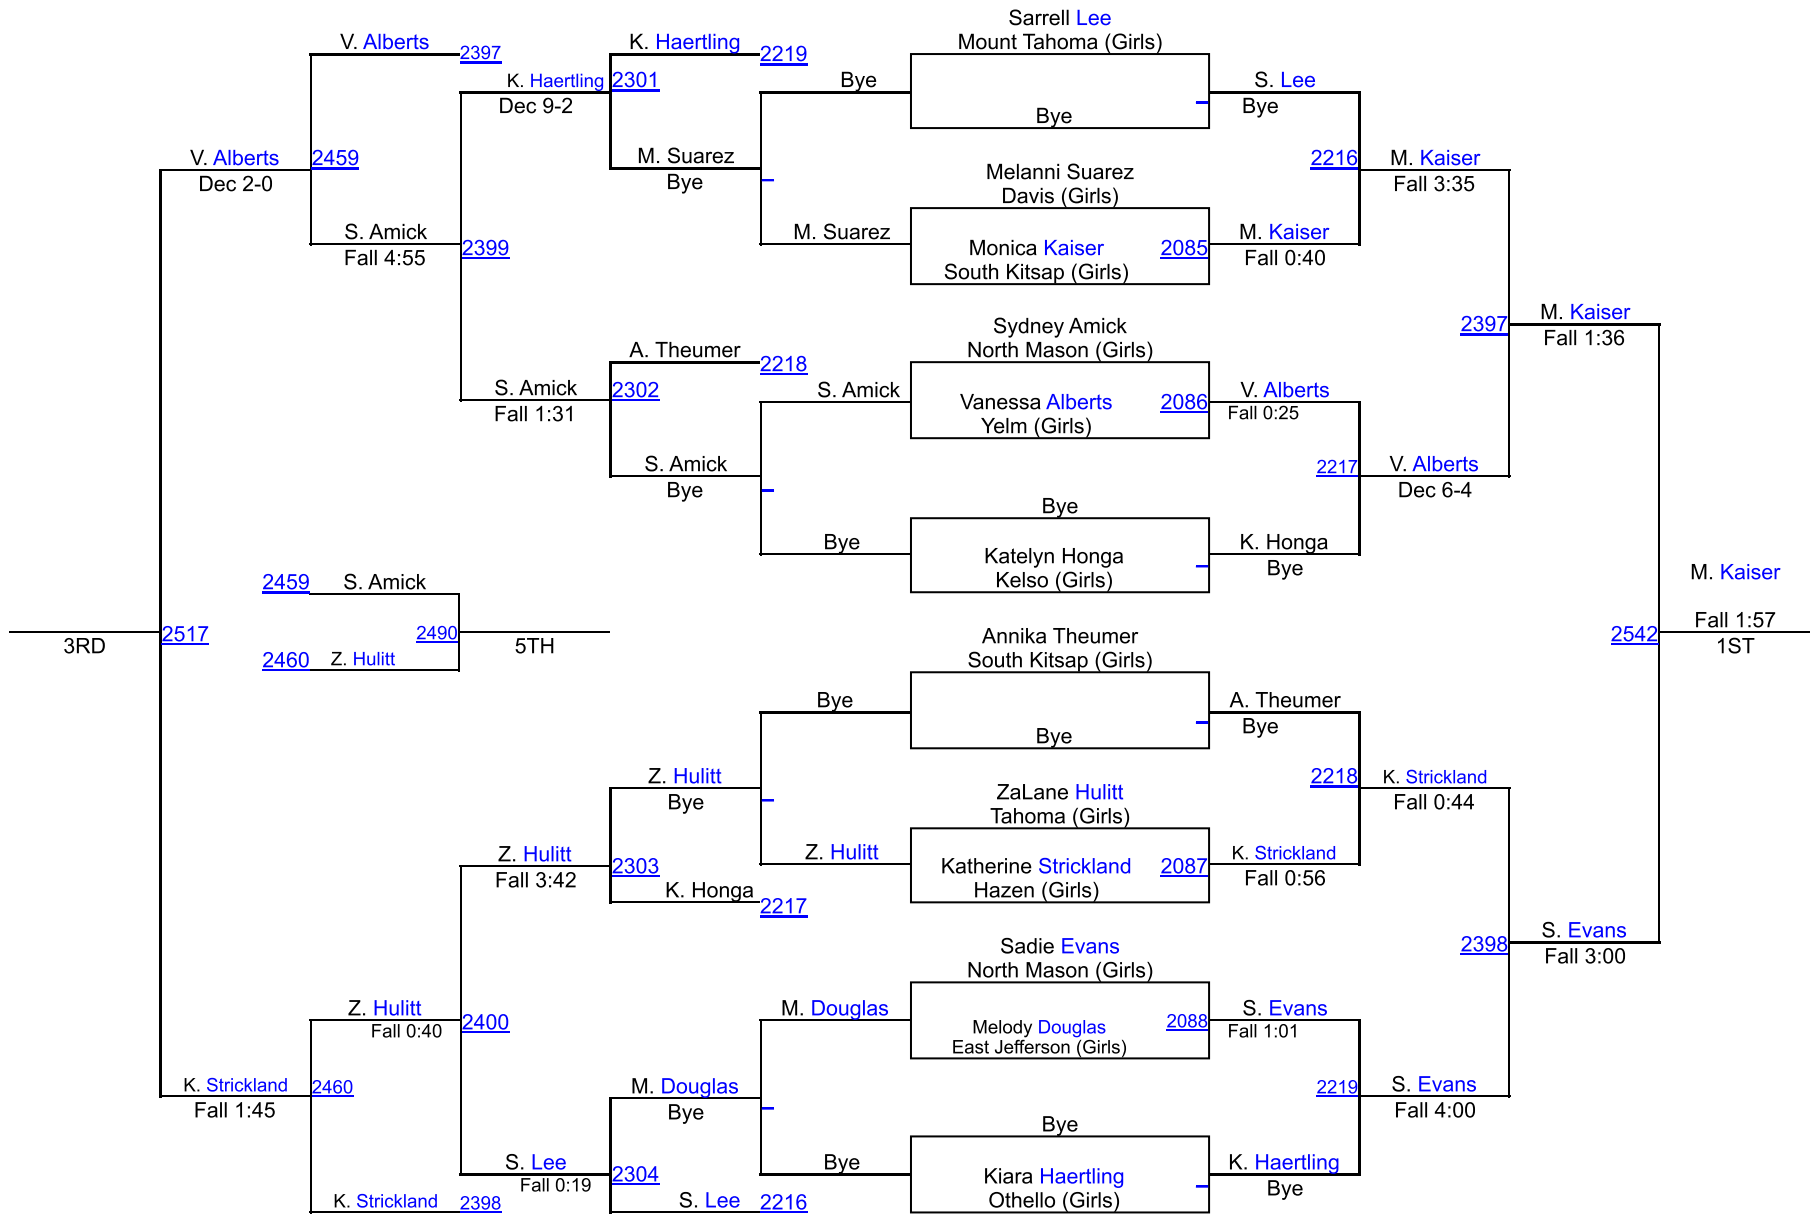 Sarrell Lee
V. Alberts
2397
K. Haertling
2219
Mount Tahoma (Girls)
K. Haertling
2301
Bye
S. Lee
Dec 9-2
Bye
Bye
V. Alberts
2459
M. Suarez
2216
M. Kaiser
Dec 2-0
Bye
Melanni Suarez
Fall 3:35
Davis (Girls)
S. Amick
M. Suarez
M. Kaiser
Fall 4:55
2399
Monica Kaiser
2085
Fall 0:40
South Kitsap (Girls)
M. Kaiser
Sydney Amick
2397
Fall 1:36
A. Theumer
2218
North Mason (Girls)
S. Amick
2302
S. Amick
V. Alberts
Fall 1:31
Vanessa Alberts
2086
Fall 0:25
Yelm (Girls)
S. Amick
2217
V. Alberts
Bye
Dec 6-4
Bye
Bye
K. Honga
Katelyn Honga
Bye
2459
S. Amick
Kelso (Girls)
M. Kaiser
Fall 1:57
3RD
2517
2490
5TH
Annika Theumer
2542
1ST
2460
Z. Hulitt
South Kitsap (Girls)
Bye
A. Theumer
Bye
Bye
Z. Hulitt
2218
K. Strickland
Bye
ZaLane Hulitt
Fall 0:44
Tahoma (Girls)
Z. Hulitt
2303
Z. Hulitt
K. Strickland
Fall 3:42
Katherine Strickland
2087
Fall 0:56
K. Honga
2217
Hazen (Girls)
Sadie Evans
2398
S. Evans
North Mason (Girls)
Fall 3:00
Z. Hulitt
M. Douglas
S. Evans
Fall 0:40
2400
Melody Douglas
2088
Fall 1:01
East Jefferson (Girls)
K. Strickland
2460
M. Douglas
2219
S. Evans
Fall 1:45
Bye
Fall 4:00
Bye
S. Lee
2304
Bye
K. Haertling
Fall 0:19
Kiara Haertling
Bye
K. Strickland
2398
S. Lee
2216
Othello (Girls)